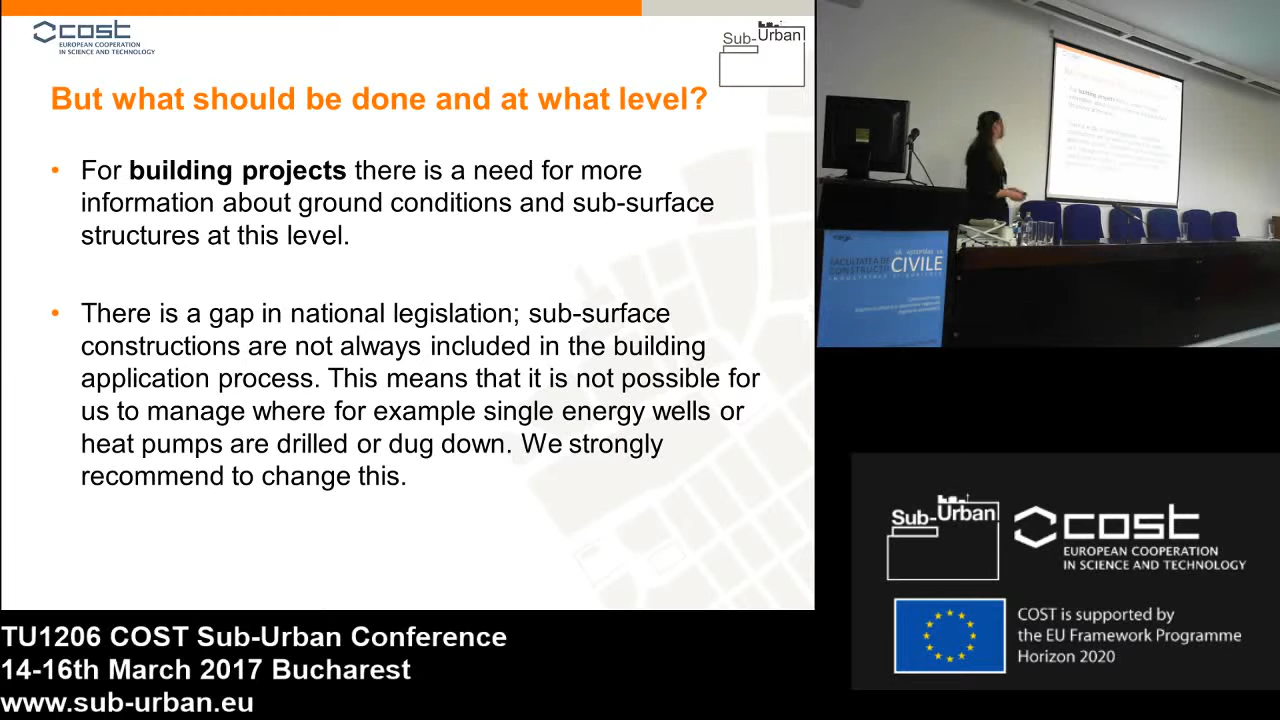 COST
EUROPEAN COOPERATION
IN SCIENCE AND TECHNOLOGY
Sub-Urban
But what should be done and at what level?
• For building projects there is a need for more
information about ground conditions and sub-surface
structures at this level.
• There is a gap in national legislation; sub-surface
constructions are not always included in the building
application process. This means that it is not possible for
us to manage where for example single energy wells or
heat pumps are drilled or dug down. We strongly
recommend to change this.
FACULTATEA DE
CONSTRUCȚII
CIVILE
Sub-Urban
COST
EUROPEAN COOPERATION
IN SCIENCE AND TECHNOLOGY
COST is supported by
the EU Framework Programme
Horizon 2020
TU1206 COST Sub-Urban Conference
14-16th March 2017 Bucharest
www.sub-urban.eu